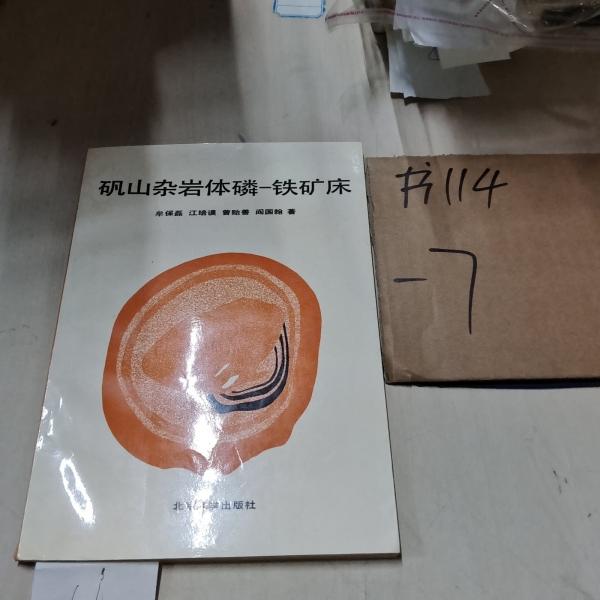 矾山杂岩体磷-铁矿床
牟保磊 江培谟 曾贻善 阎国翰 著
出版社
书114
-7